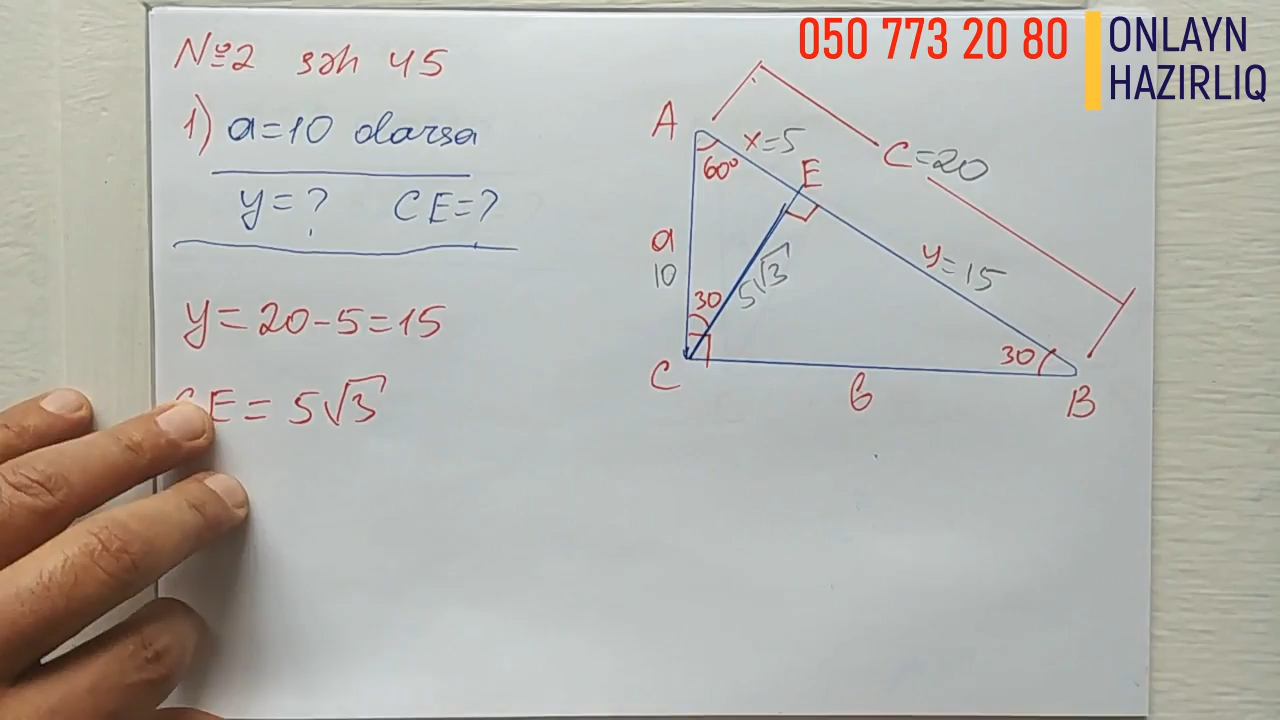 050 773 20 80
ONLAYN
HAZIRLIQ
№2 səh 45
1) a=10 olarsa
y=? CE=?
y=20-5=15
CE=5√3
A
60°
x=5
E
c=20
a
10
30
5√3
y=15
30
C
b
B